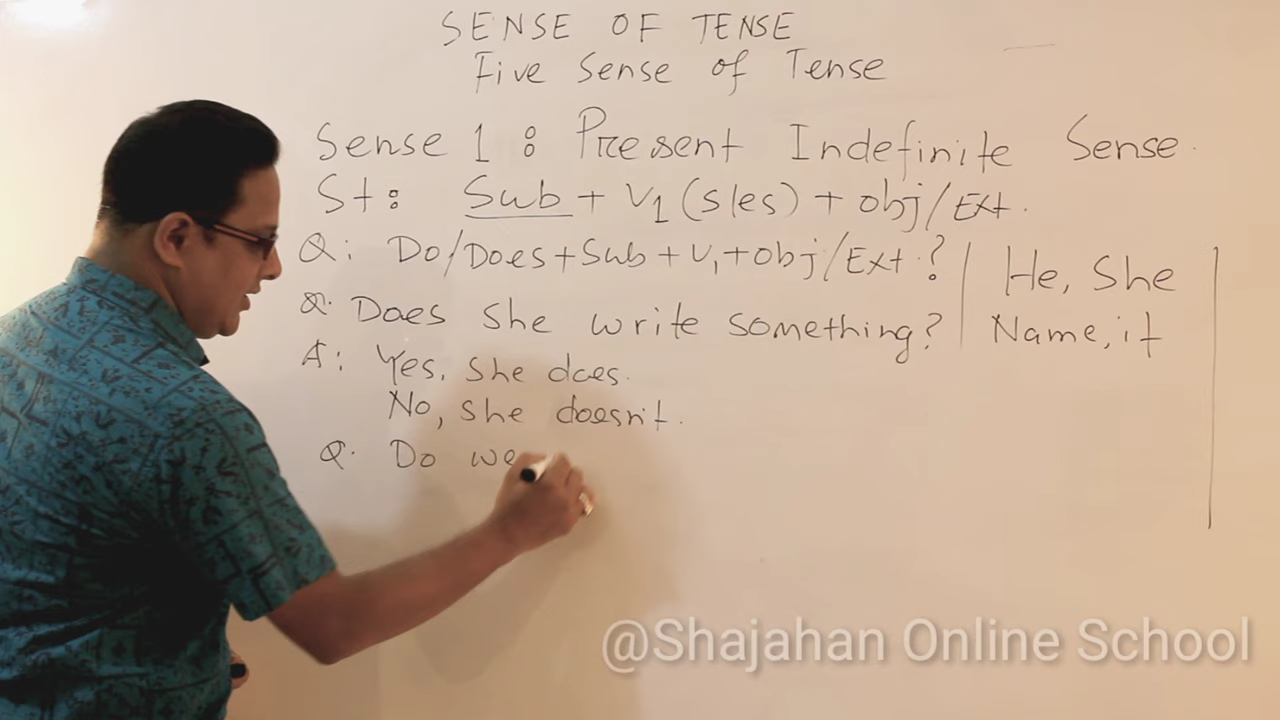 SENSE OF TENSE
Five Sense of Tense
Sense 1 : Present Indefinite Sense.
St: Sub + V1 (s/es) + obj/Ext.
Q: Do/Does + Sub + V1 + obj/Ext.?
He, She
Q. Does she write something?
Name, it
A: Yes, she does.
No, she doesn't.
Q. Do we
@Shajahan Online School